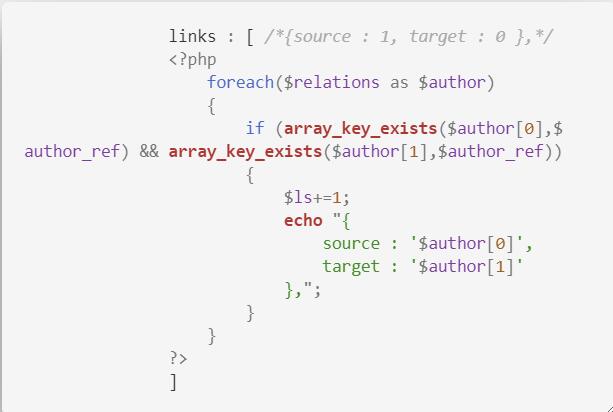 links : [ /*{source : 1, target : 0 },*/
<?php
foreach($relations as $author)
{
if (array_key_exists($author[0],$
author_ref) && array_key_exists($author[1],$author_ref))
{
$ls+=1;
echo "{
source : '$author[0]',
target : '$author[1]'
},";
}
}
?>
]